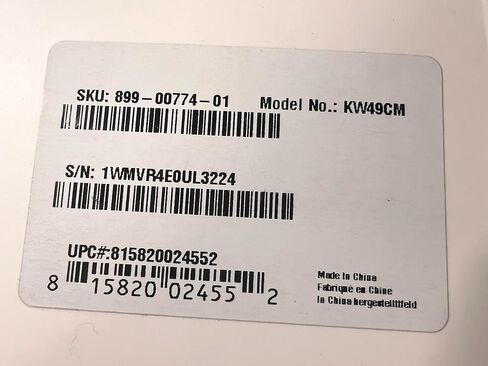 SKU: 899-00774-01 Model No.: KW49CM
S/N: 1WMVR4E0UL3224
UPC#:815820024552
8 15820 02455 2
Made in China
Fabriqué en Chine
In China hergestelltfeld